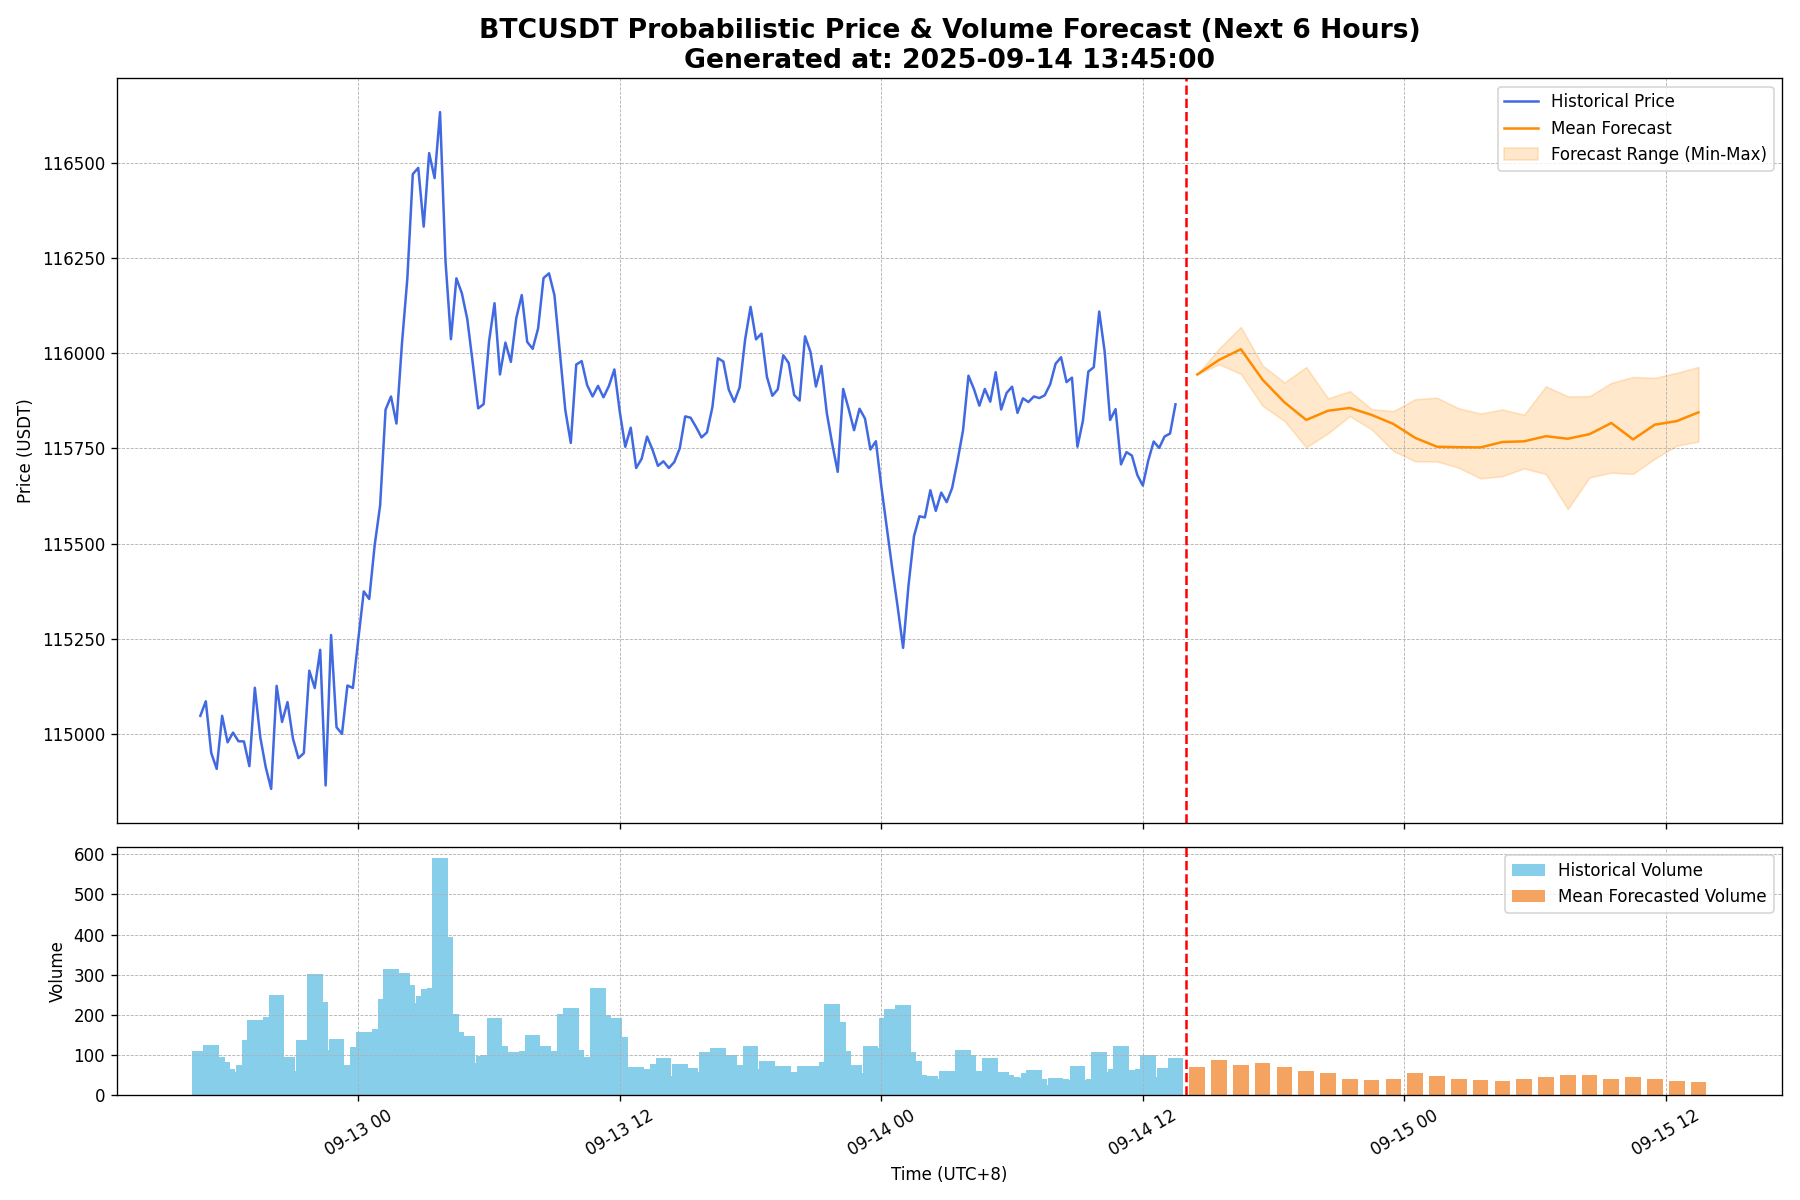 BTCUSDT Probabilistic Price & Volume Forecast (Next 6 Hours)
Generated at: 2025-09-14 13:45:00
Historical Price
Mean Forecast
Forecast Range (Min-Max)
Price (USDT)
116500
116250
116000
115750
115500
115250
115000
Historical Volume
Mean Forecasted Volume
Volume
600
500
400
300
200
100
0
09-13 00
09-13 12
09-14 00
09-14 12
09-15 00
09-15 12
Time (UTC+8)